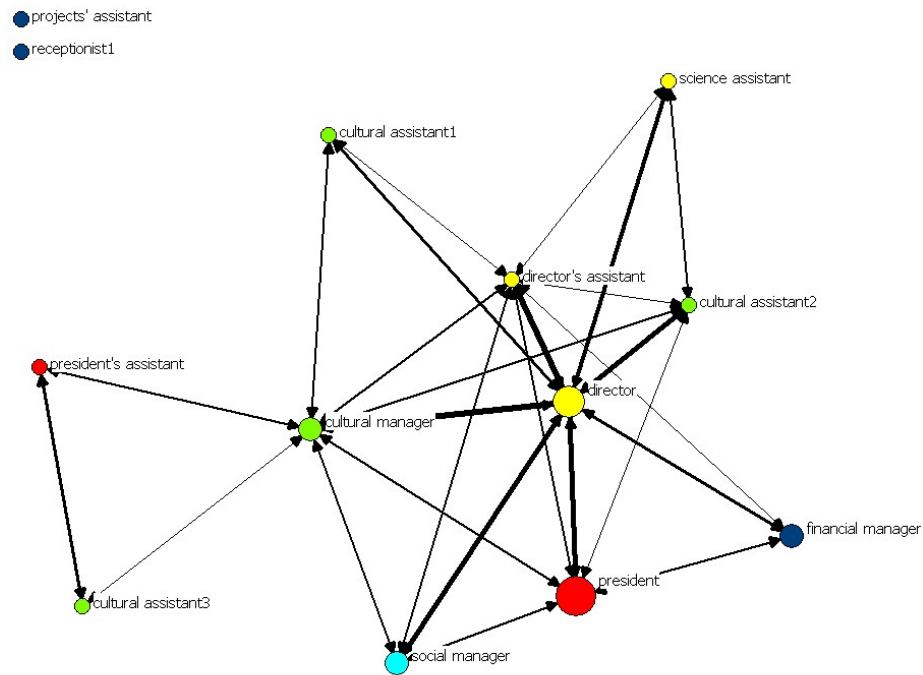 projects' assistant
receptionist1
science assistant
cultural assistant1
director's assistant
cultural assistant2
president's assistant
director
cultural manager
financial manager
president
cultural assistant3
social manager